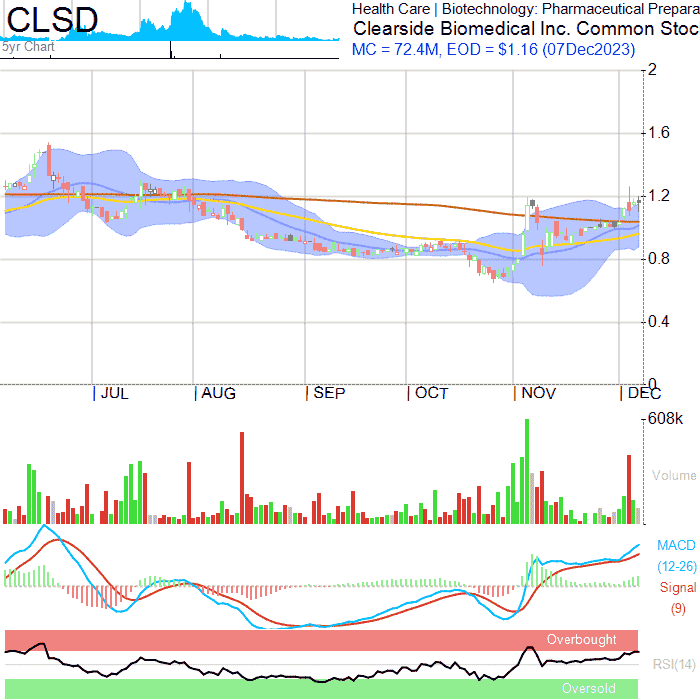 CLSD
Health Care | Biotechnology: Pharmaceutical Prepara
Clearside Biomedical Inc. Common Stoc
5yr Chart
MC = 72.4M, EOD = $1.16 (07Dec2023)
2
1.6
1.2
0.8
0.4
0
JUL AUG SEP OCT NOV DEC
608k
Volume
MACD
(12-26)
Signal
(9)
Overbought
RSI(14)
Oversold